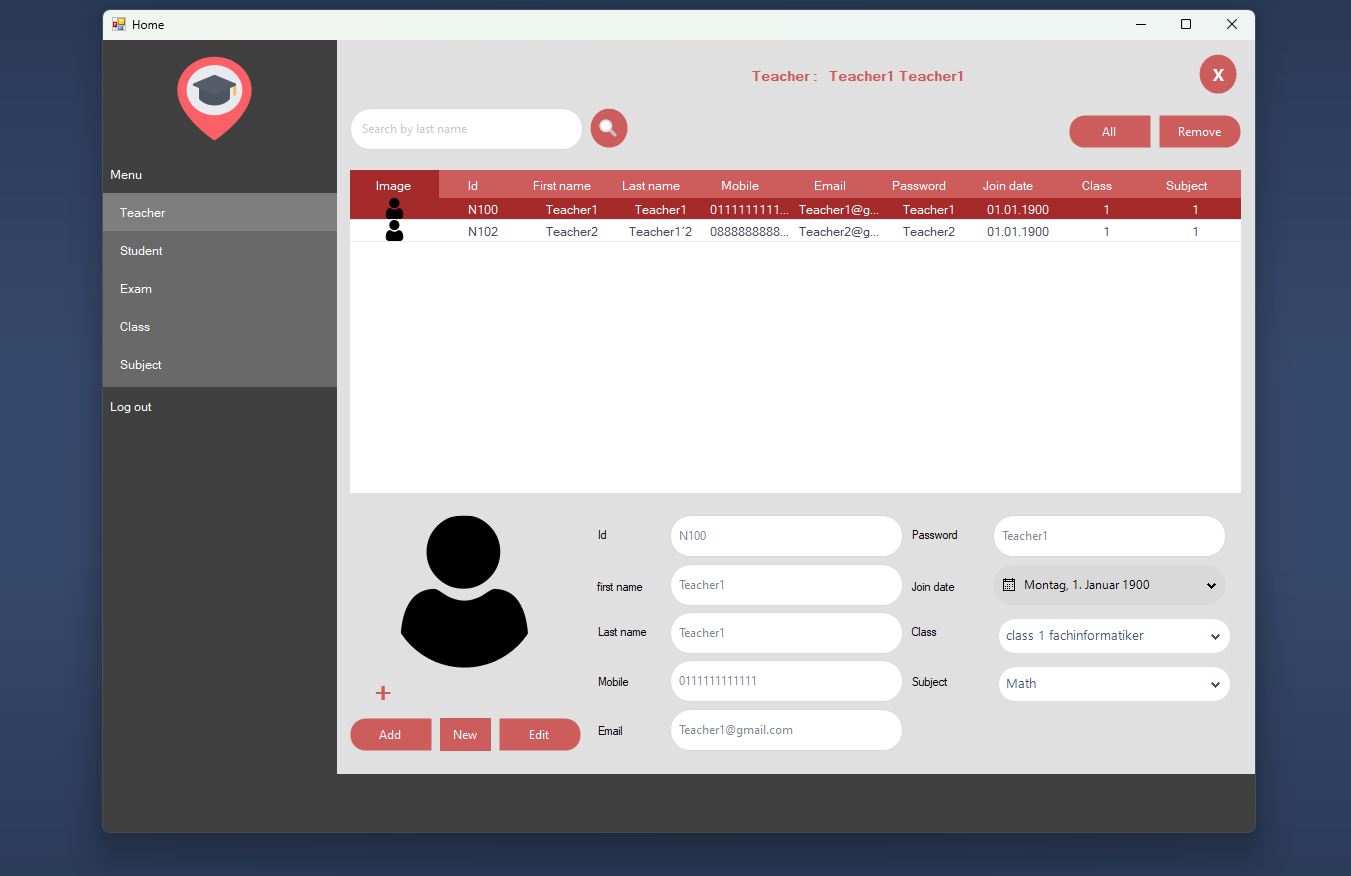 Home
Teacher : Teacher1 Teacher1
X
Search by last name
All
Remove
Menu
Teacher
Student
Exam
Class
Subject
Log out
Image Id First name Last name Mobile Email Password Join date Class Subject
N100 Teacher1 Teacher1 0111111111... Teacher1@g... Teacher1 01.01.1900 1 1
N102 Teacher2 Teacher1´2 0888888888... Teacher2@g... Teacher2 01.01.1900 1 1
Id N100 Password Teacher1
first name Teacher1 Join date Montag, 1. Januar 1900
Last name Teacher1 Class class 1 fachinformatiker
Mobile 0111111111111 Subject Math
+
Add New Edit
Email Teacher1@gmail.com